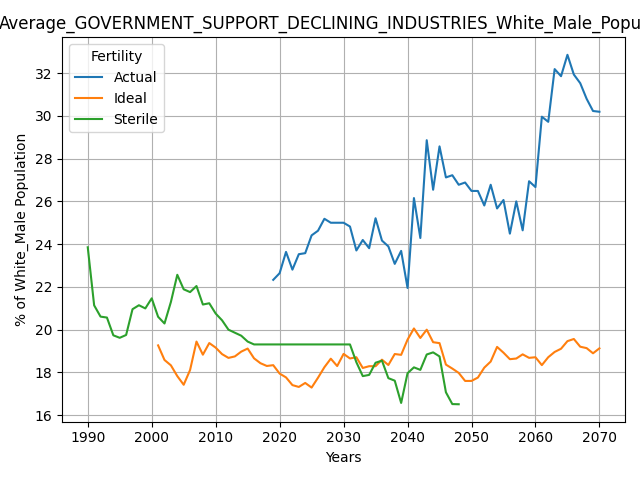 Average_GOVERNMENT_SUPPORT_DECLINING_INDUSTRIES_White_Male_Popu
Fertility
Actual
Ideal
Sterile
% of White_Male Population
32
30
28
26
24
22
20
18
16
1990 2000 2010 2020 2030 2040 2050 2060 2070
Years